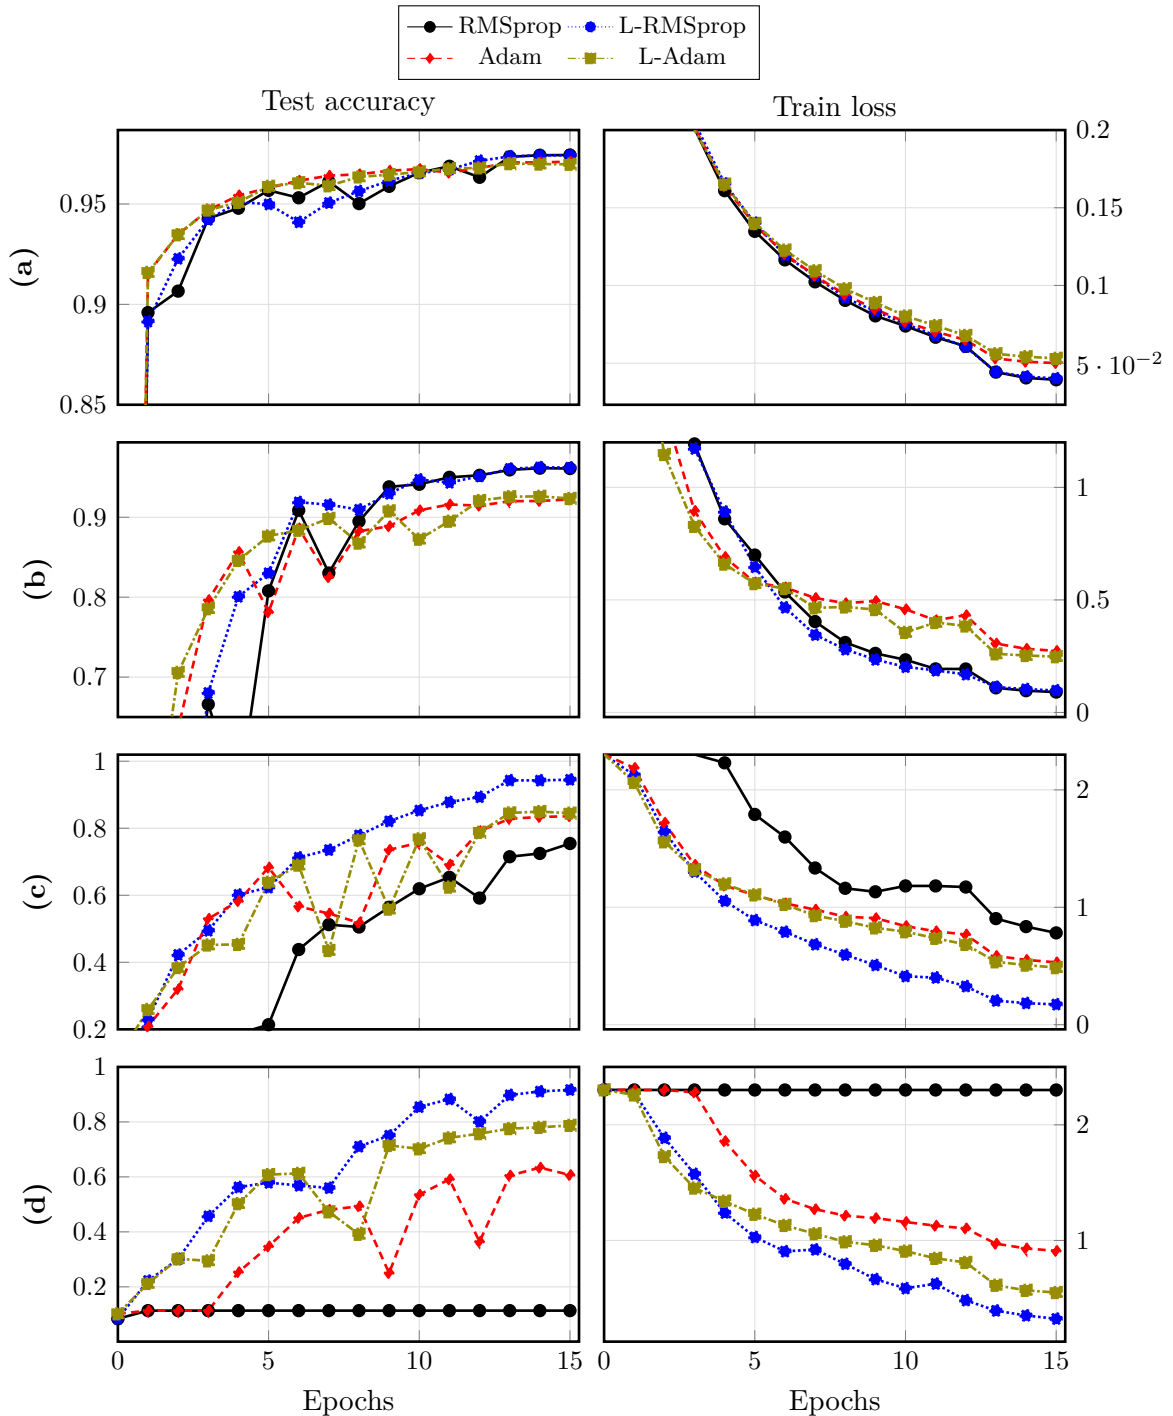 RMSprop L-RMSprop
Adam L-Adam
Test accuracy Train loss
(a)
0.95
0.9
0.85
0.2
0.15
0.1
5 · 10⁻²
(b)
0.9
0.8
0.7
1
0.5
0
(c)
1
0.8
0.6
0.4
0.2
2
1
0
(d)
1
0.8
0.6
0.4
0.2
2
1
0 5 10 15 0 5 10 15
Epochs Epochs